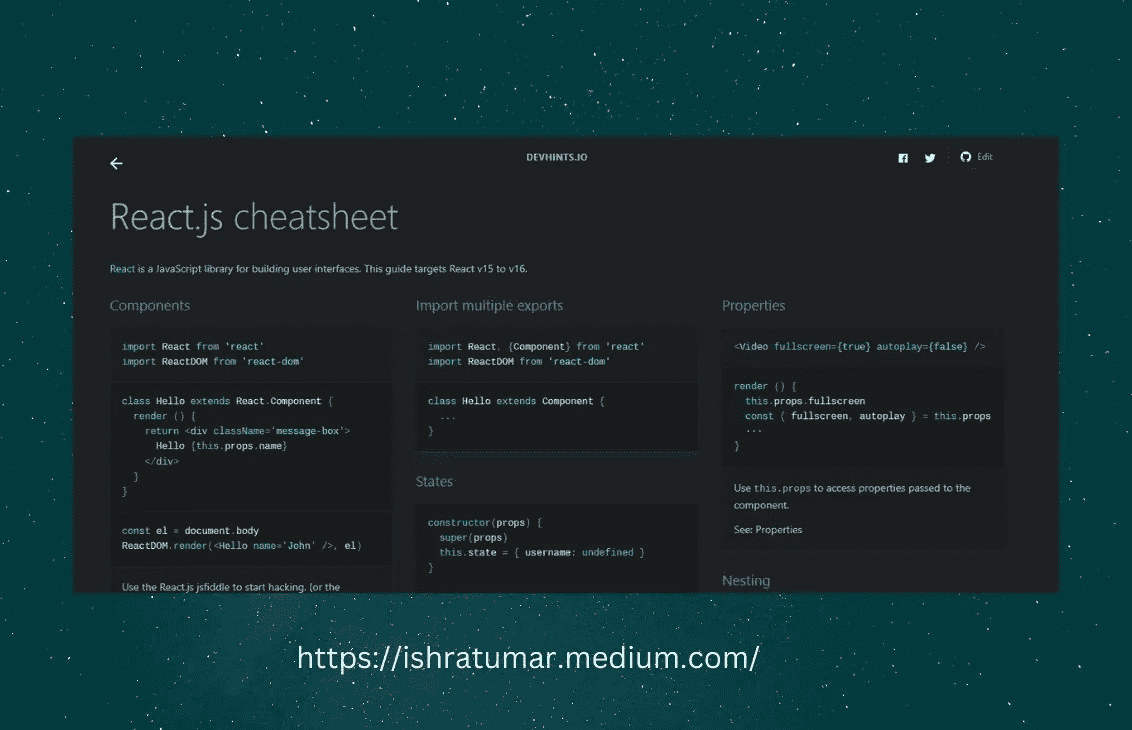 DEVHINTS.IO
Edit
React.js cheatsheet
React is a JavaScript library for building user interfaces. This guide targets React v15 to v16.
Components
import React from 'react'
import ReactDOM from 'react-dom'
class Hello extends React.Component {
render () {
return <div className='message-box'>
Hello {this.props.name}
</div>
}
}
const el = document.body
ReactDOM.render(<Hello name='John' />, el)
Use the React.js jsfiddle to start hacking. (or the
Import multiple exports
import React, {Component} from 'react'
import ReactDOM from 'react-dom'
class Hello extends Component {
...
}
States
constructor(props) {
super(props)
this.state = { username: undefined }
}
Properties
<Video fullscreen={true} autoplay={false} />
render () {
this.props.fullscreen
const { fullscreen, autoplay } = this.props
...
}
Use this.props to access properties passed to the
component.
See: Properties
Nesting
https://ishratumar.medium.com/